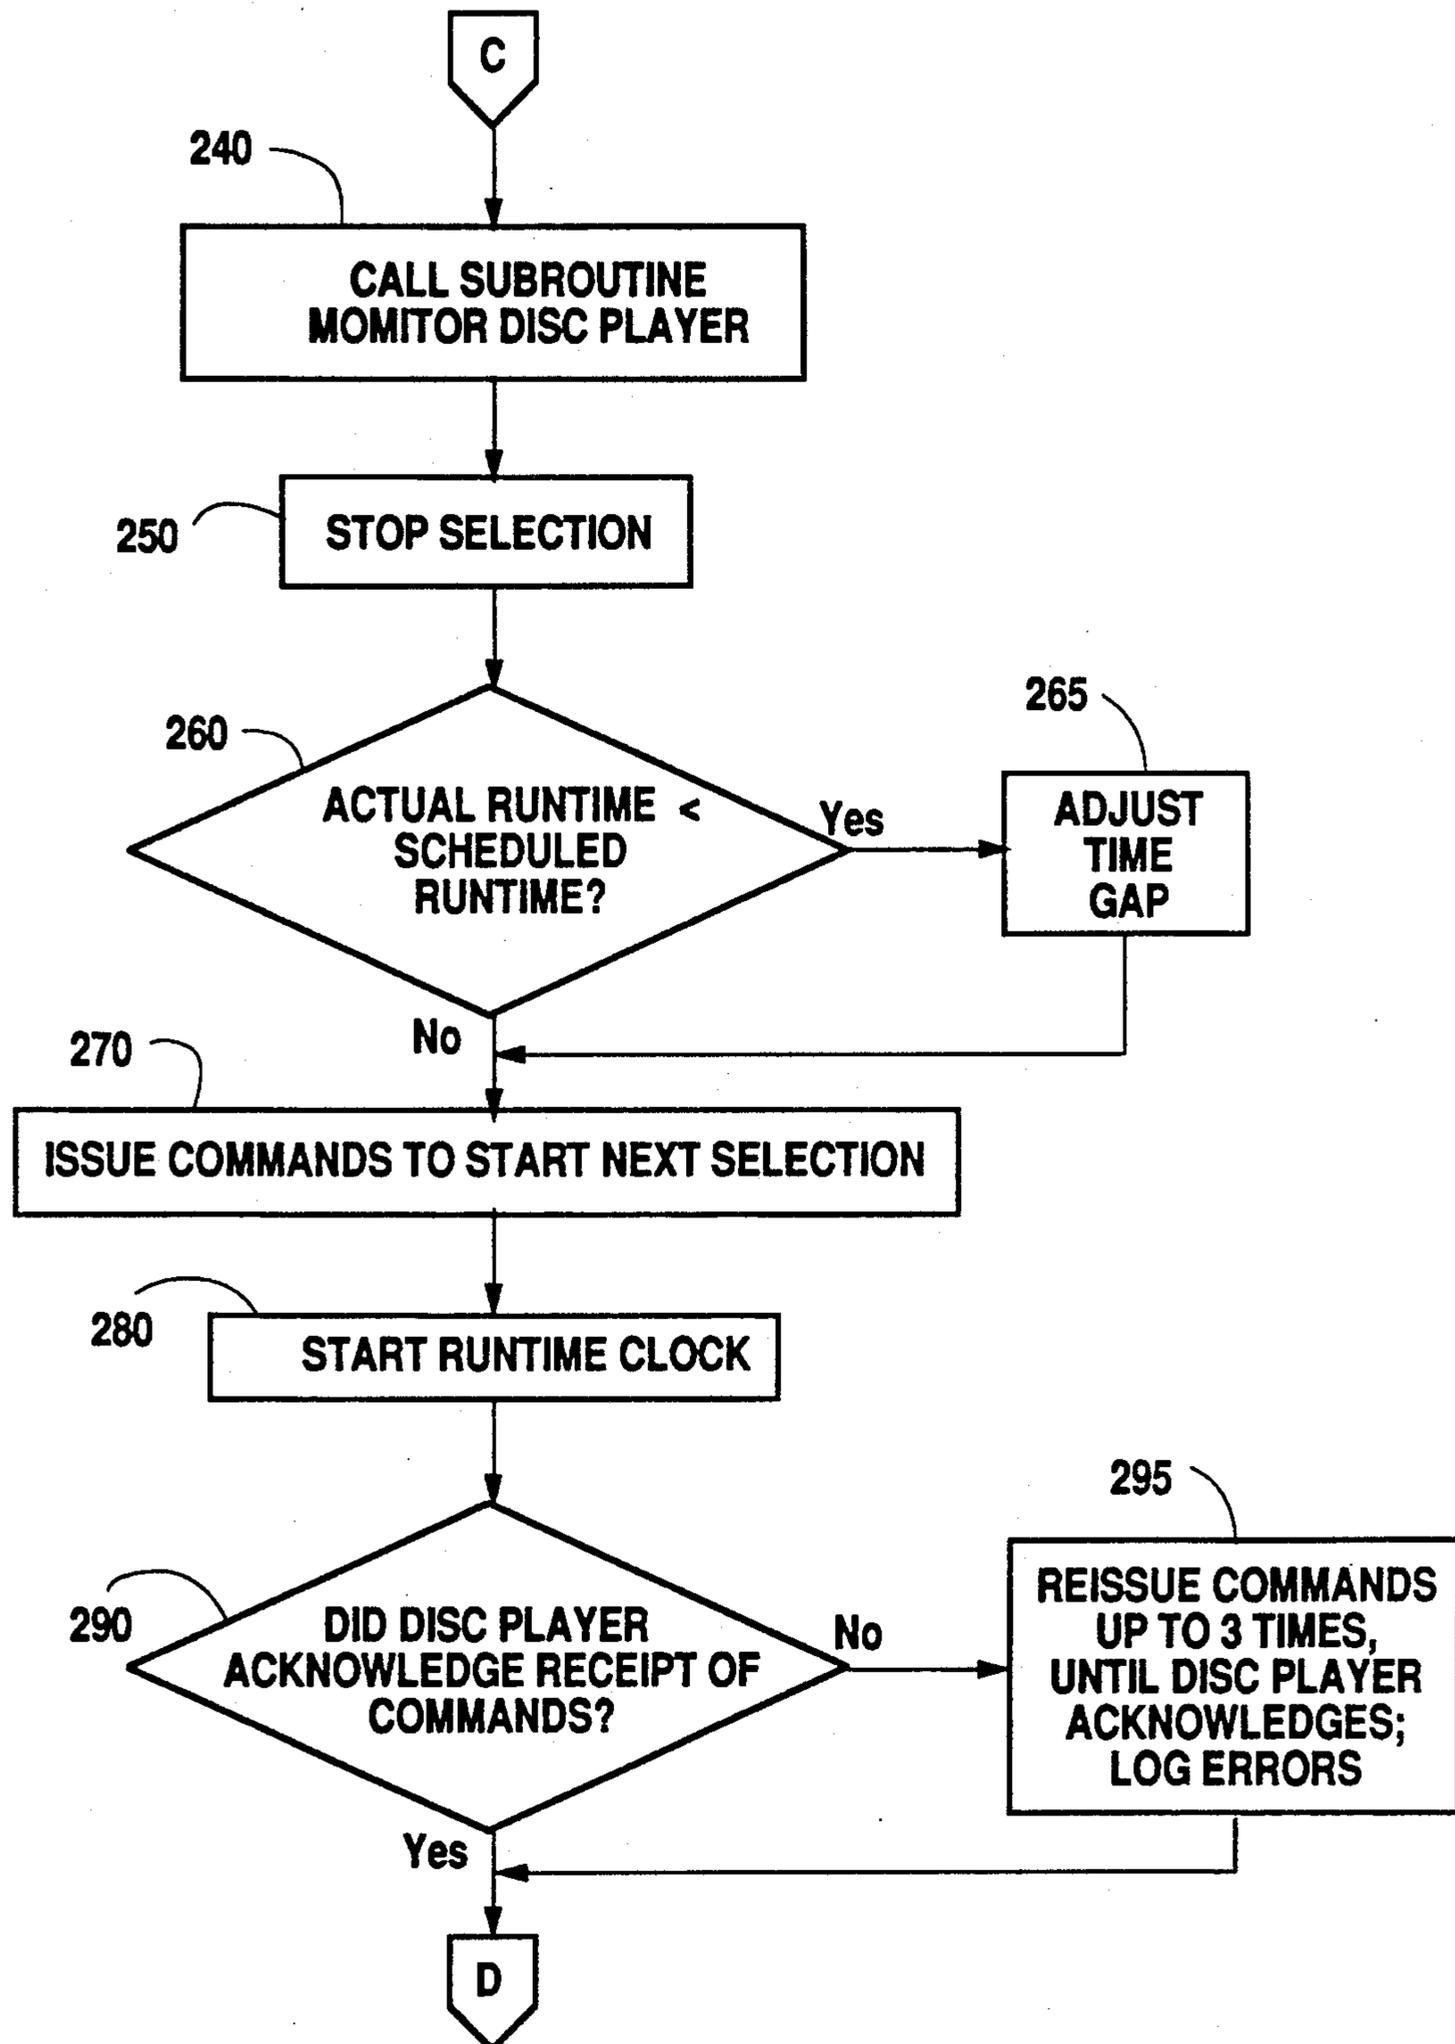 C
240
CALL SUBROUTINE
MOMITOR DISC PLAYER
250
STOP SELECTION
260
ACTUAL RUNTIME <
SCHEDULED
RUNTIME?
Yes
265
ADJUST
TIME
GAP
No
270
ISSUE COMMANDS TO START NEXT SELECTION
280
START RUNTIME CLOCK
290
DID DISC PLAYER
ACKNOWLEDGE RECEIPT OF
COMMANDS?
No
295
REISSUE COMMANDS
UP TO 3 TIMES,
UNTIL DISC PLAYER
ACKNOWLEDGES;
LOG ERRORS
Yes
D